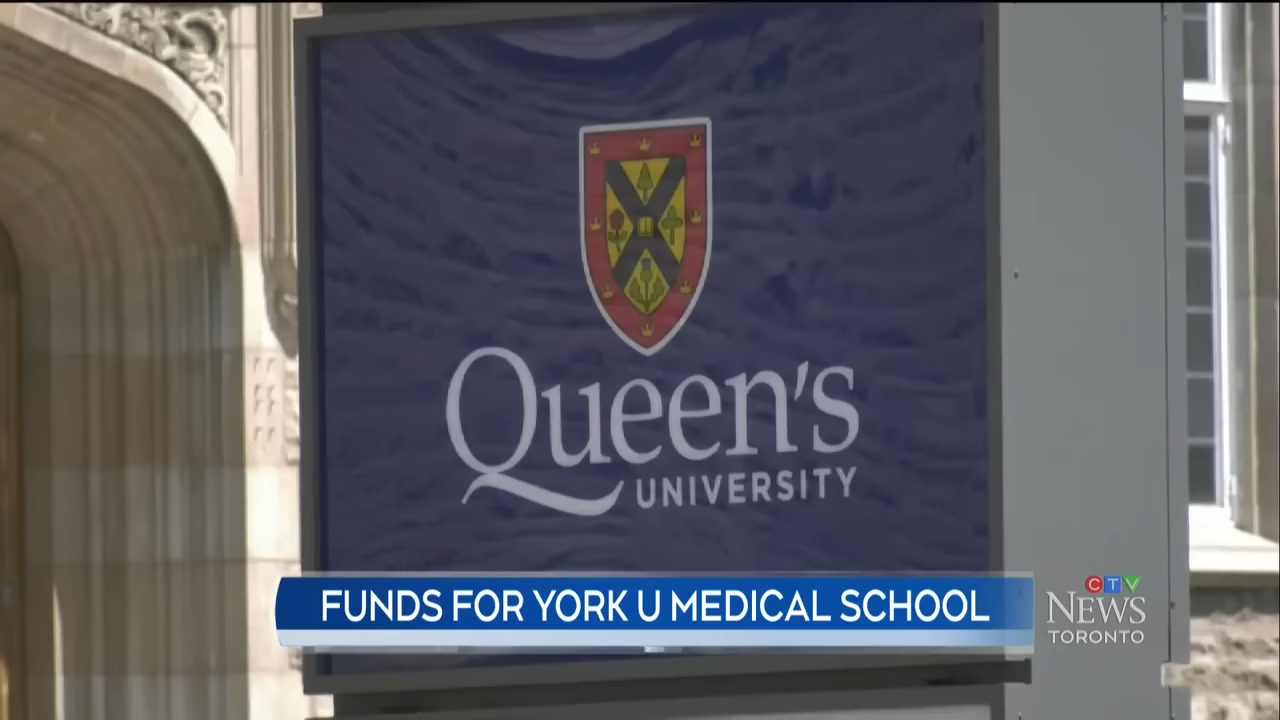 Queen's
UNIVERSITY
FUNDS FOR YORK U MEDICAL SCHOOL
CTV
NEWS
TORONTO